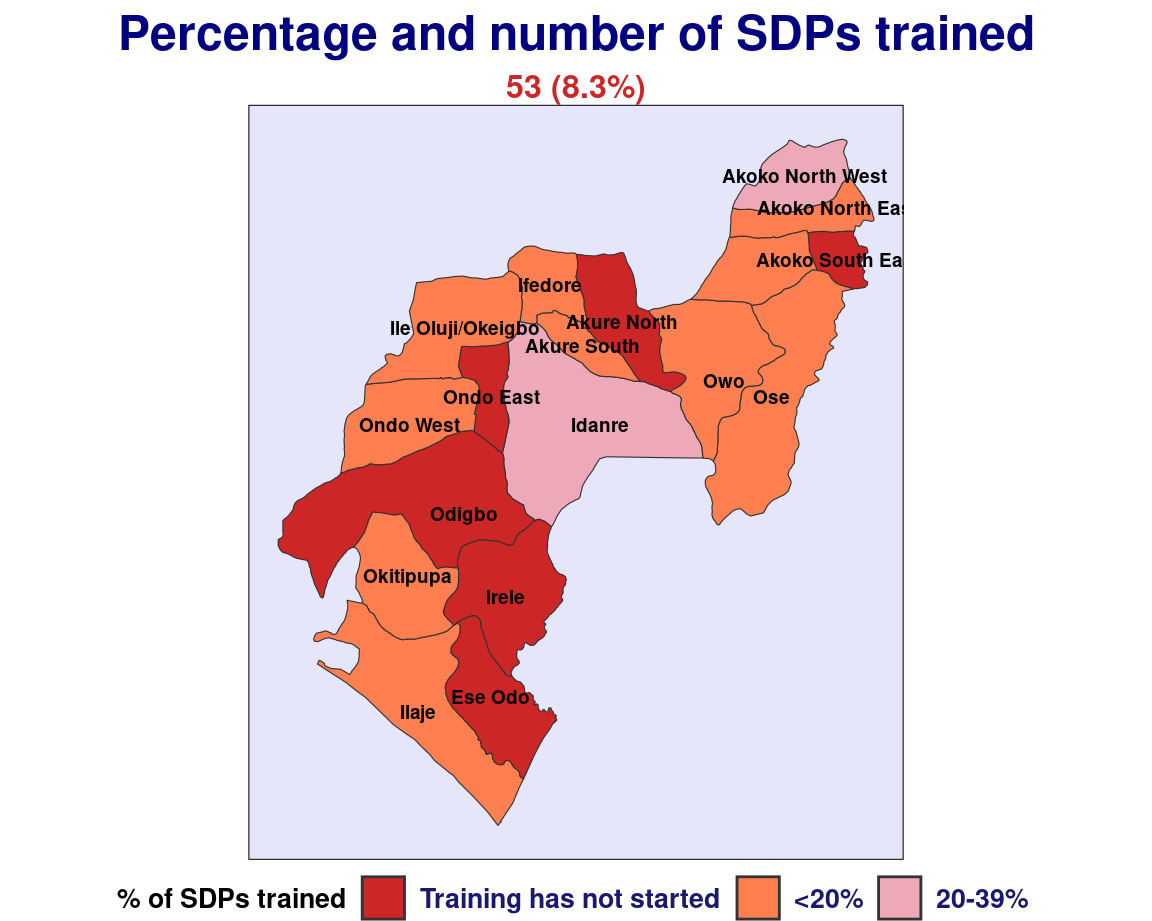 Percentage and number of SDPs trained
53 (8.3%)
Akoko North West
Akoko North Eas
Akoko South Ea
Ifedore
Akure North
Ile Oluji/Okeigbo
Akure South
Owo
Ondo East
Ose
Ondo West
Idanre
Odigbo
Okitipupa
Irele
Ese Odo
Ilaje
% of SDPs trained Training has not started <20% 20-39%